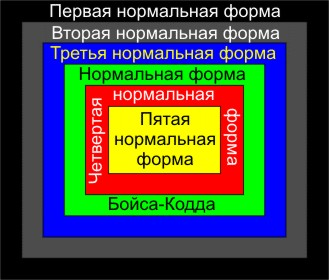 Первая нормальная форма
Вторая нормальная форма
Третья нормальная форма
Нормальная форма
Бойса-Кодда
Четвертая
нормальная
форма
Пятая
нормальная
форма